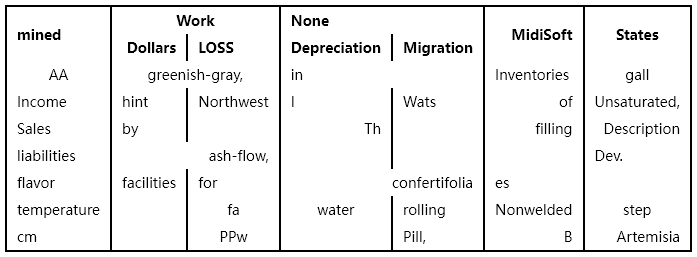 mined Work None MidiSoft States
Dollars LOSS Depreciation Migration
AA greenish-gray, in Inventories gall
Income hint Northwest I Wats of Unsaturated,
Sales by Th filling Description
liabilities ash-flow, Dev.
flavor facilities for confertifolia es
temperature fa water rolling Nonwelded step
cm PPw Pill, B Artemisia